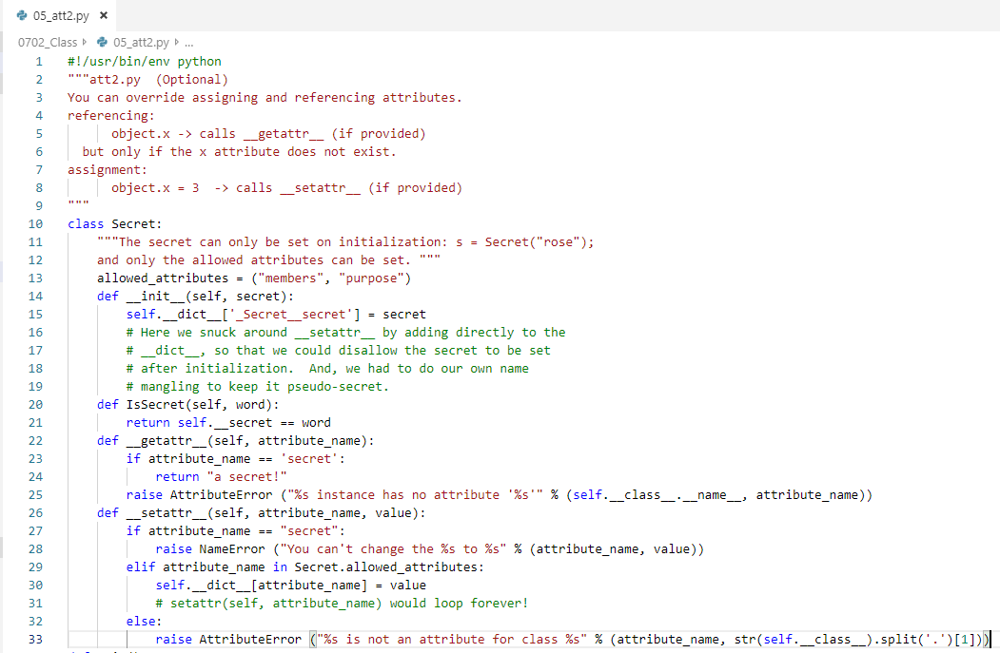 05_att2.py ×
0702_Class 05_att2.py ...
1 #!/usr/bin/env python
2 """att2.py  (Optional)
3 You can override assigning and referencing attributes.
4 referencing:
5       object.x -> calls __getattr__ (if provided)
6   but only if the x attribute does not exist.
7 assignment:
8       object.x = 3  -> calls __setattr__ (if provided)
9 """
10 class Secret:
11     """The secret can only be set on initialization: s = Secret("rose");
12     and only the allowed attributes can be set. """
13     allowed_attributes = ("members", "purpose")
14     def __init__(self, secret):
15         self.__dict__['_Secret__secret'] = secret
16         # Here we snuck around __setattr__ by adding directly to the
17         # __dict__, so that we could disallow the secret to be set
18         # after initialization.  And, we had to do our own name
19         # mangling to keep it pseudo-secret.
20     def IsSecret(self, word):
21         return self.__secret == word
22     def __getattr__(self, attribute_name):
23         if attribute_name == 'secret':
24             return "a secret!"
25         raise AttributeError ("%s instance has no attribute '%s'" % (self.__class__.__name__, attribute_name))
26     def __setattr__(self, attribute_name, value):
27         if attribute_name == "secret":
28             raise NameError ("You can't change the %s to %s" % (attribute_name, value))
29         elif attribute_name in Secret.allowed_attributes:
30             self.__dict__[attribute_name] = value
31             # setattr(self, attribute_name) would loop forever!
32         else:
33             raise AttributeError ("%s is not an attribute for class %s" % (attribute_name, str(self.__class__).split('.')[1]))